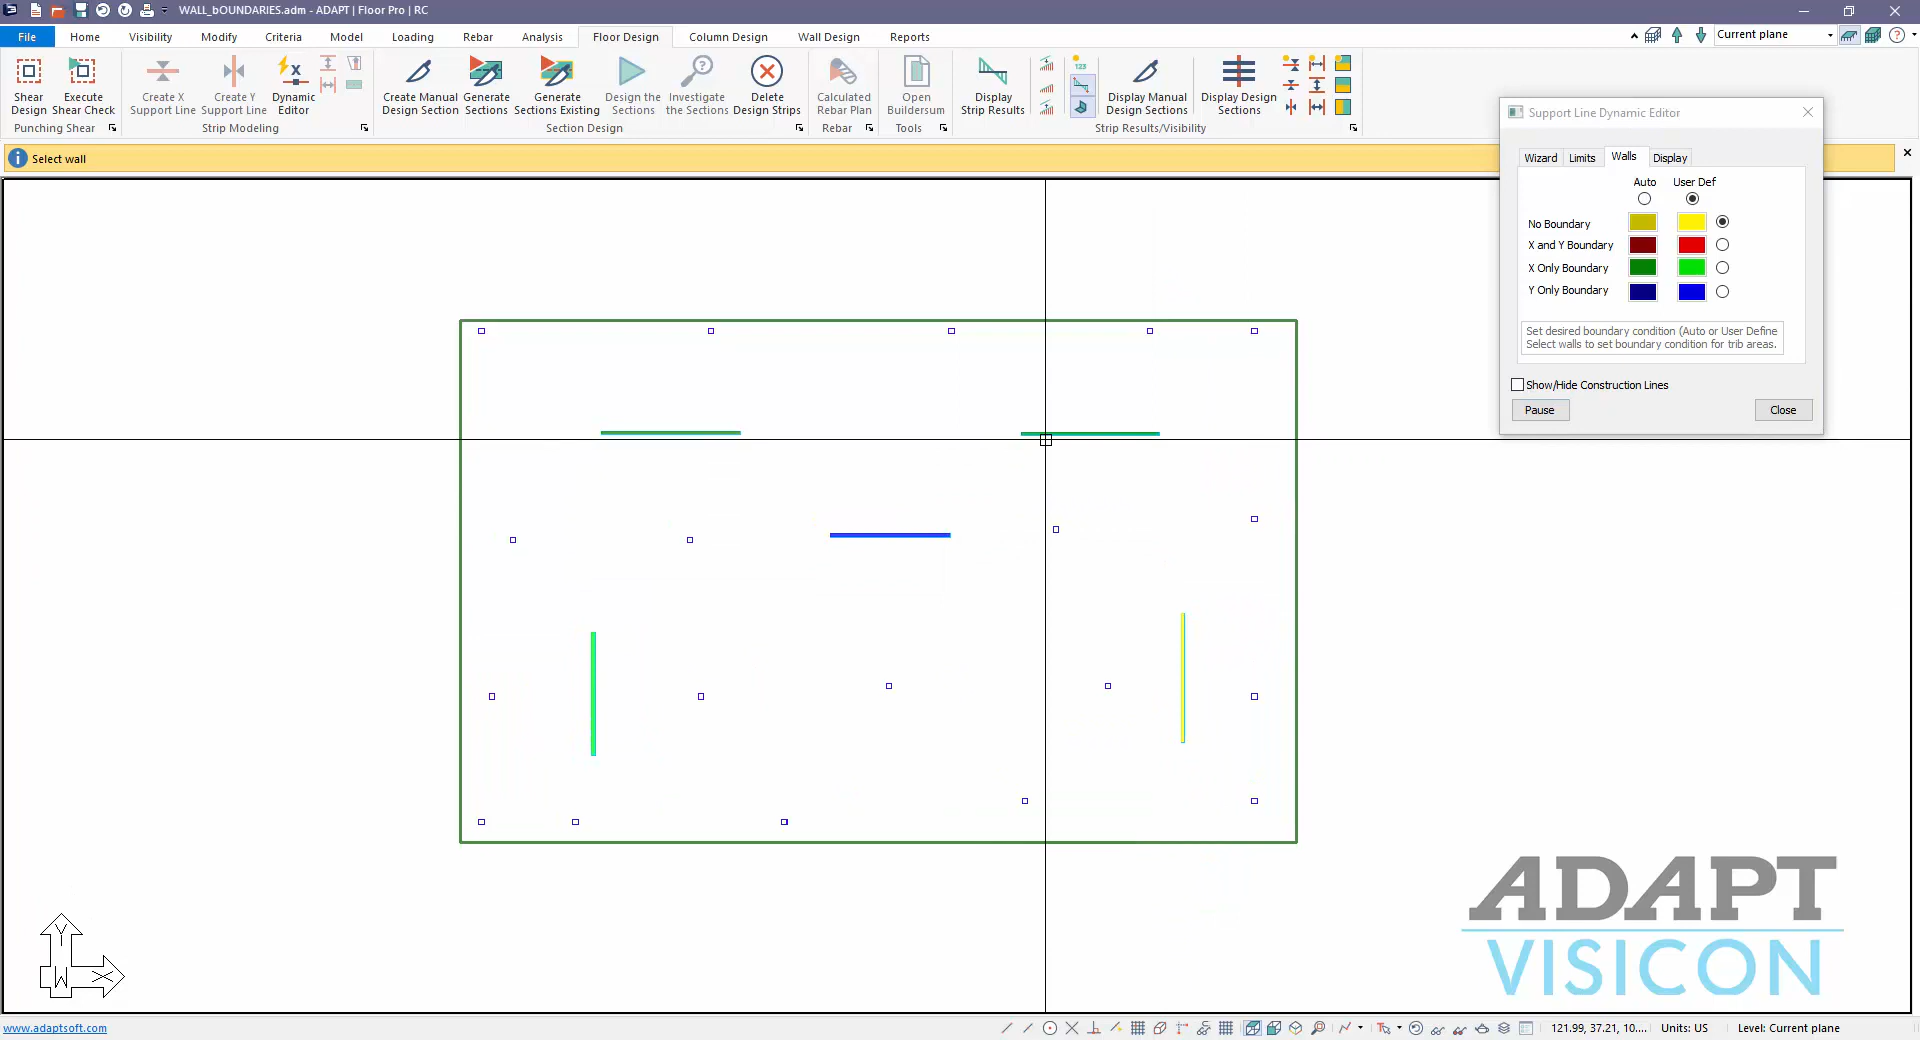 WALL_bOUNDARIES.adm - ADAPT | Floor Pro | RC
File Home Visibility Modify Criteria Model Loading Rebar Analysis Floor Design Column Design Wall Design Reports
Current plane
Shear Design
Execute Shear Check
Create X Support Line
Create Y Support Line
Dynamic Editor
Create Manual Design Section
Generate Sections
Generate Sections Existing
Design the Sections
Investigate the Sections
Delete Design Strips
Calculated Rebar Plan
Open Buildersum
Display Strip Results
123
Display Manual Design Sections
Display Design Sections
Punching Shear
Strip Modeling
Section Design
Rebar
Tools
Strip Results/Visibility
Select wall
Support Line Dynamic Editor
Wizard Limits Walls Display
Auto User Def
No Boundary
X and Y Boundary
X Only Boundary
Y Only Boundary
Set desired boundary condition (Auto or User Define
Select walls to set boundary condition for trib areas.
Show/Hide Construction Lines
Pause Close
Y
W X
ADAPT
VISICON
www.adaptsoft.com
121.99, 37.21, 10.... Units: US Level: Current plane